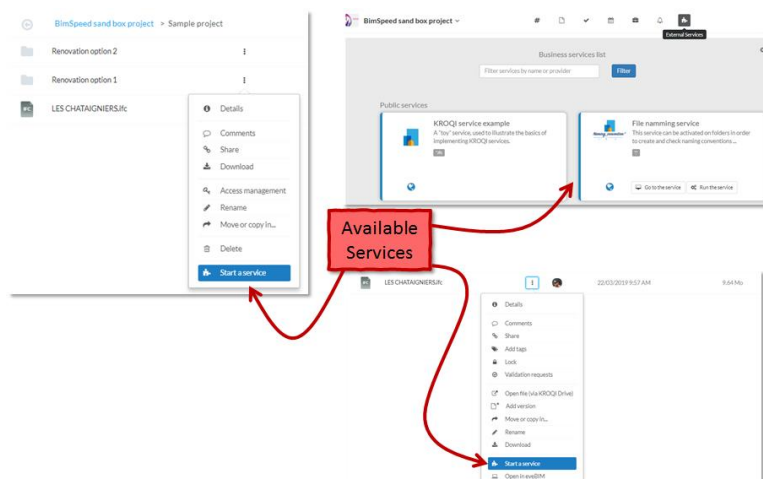 BimSpeed sand box project > Sample project
Renovation option 2
Renovation option 1
LES CHATAIGNIERS.ifc
Details
Comments
Share
Download
Access management
Rename
Move or copy in...
Delete
Start a service
BimSpeed sand box project
External Services
Business services list
Filter services by name or provider
Filter
Public services
KROQI service example
A "toy" service, used to illustrate the basics of
implementing KROQI services.
File namming service
This service can be activated on folders in order
to create and check naming conventions ...
Go to the service
Run the service
Available
Services
LES CHATAIGNIERS.ifc
22/03/2019 9:57 AM
9.64 Mo
Details
Comments
Share
Add tags
Lock
Validation requests
Open file (via KROQI Drive)
Add version
Move or copy in...
Rename
Download
Start a service
Open in eveBIM